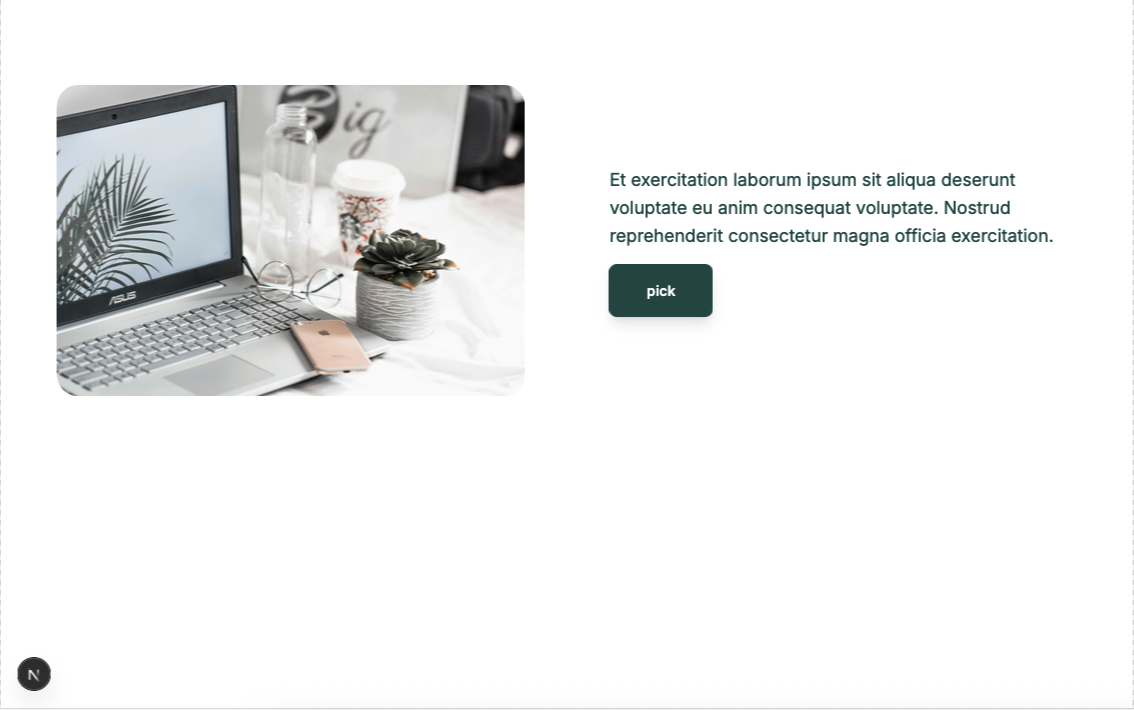 Big
ASUS
Et exercitation laborum ipsum sit aliqua deserunt
voluptate eu anim consequat voluptate. Nostrud
reprehenderit consectetur magna officia exercitation.
pick
N